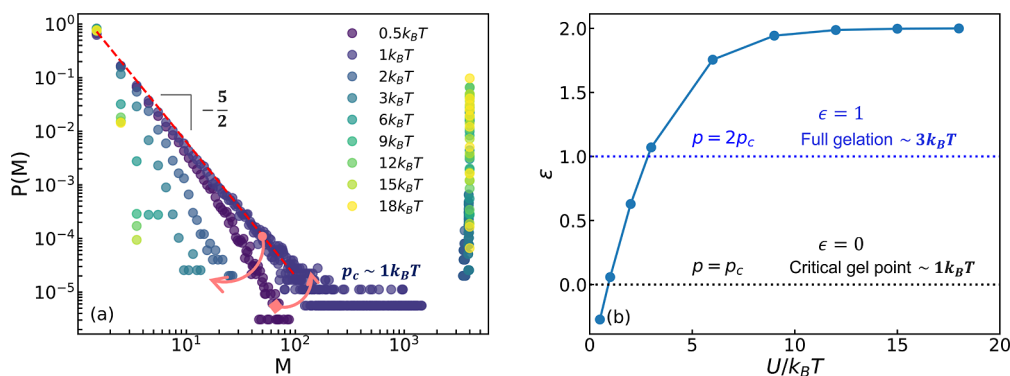 10⁰
10⁻¹
10⁻²
10⁻³
10⁻⁴
10⁻⁵
P(M)
0.5k_BT
1k_BT
2k_BT
3k_BT
6k_BT
9k_BT
12k_BT
15k_BT
18k_BT
−5/2
p_c ~ 1k_BT
(a)
10¹
10²
10³
M
2.0
1.5
1.0
0.5
0.0
ε
ϵ = 1
p = 2p_c
Full gelation ~ 3k_BT
ϵ = 0
p = p_c
Critical gel point ~ 1k_BT
(b)
0
5
10
15
20
U/k_BT